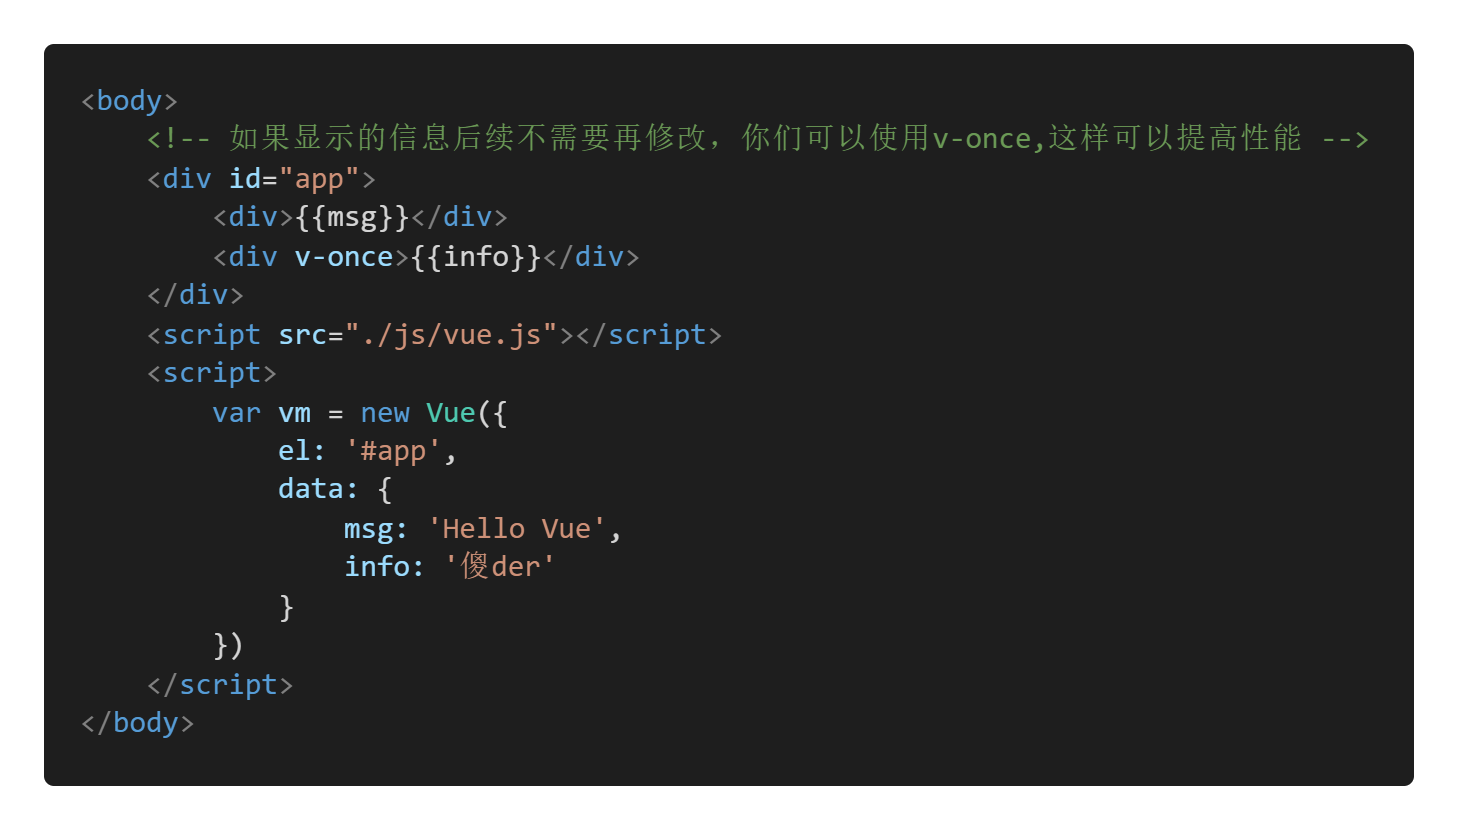 <body>
    <!-- 如果显示的信息后续不需要再修改，你们可以使用v-once,这样可以提高性能 -->
    <div id="app">
        <div>{{msg}}</div>
        <div v-once>{{info}}</div>
    </div>
    <script src="./js/vue.js"></script>
    <script>
        var vm = new Vue({
            el: '#app',
            data: {
                msg: 'Hello Vue',
                info: '傻der'
            }
        })
    </script>
</body>